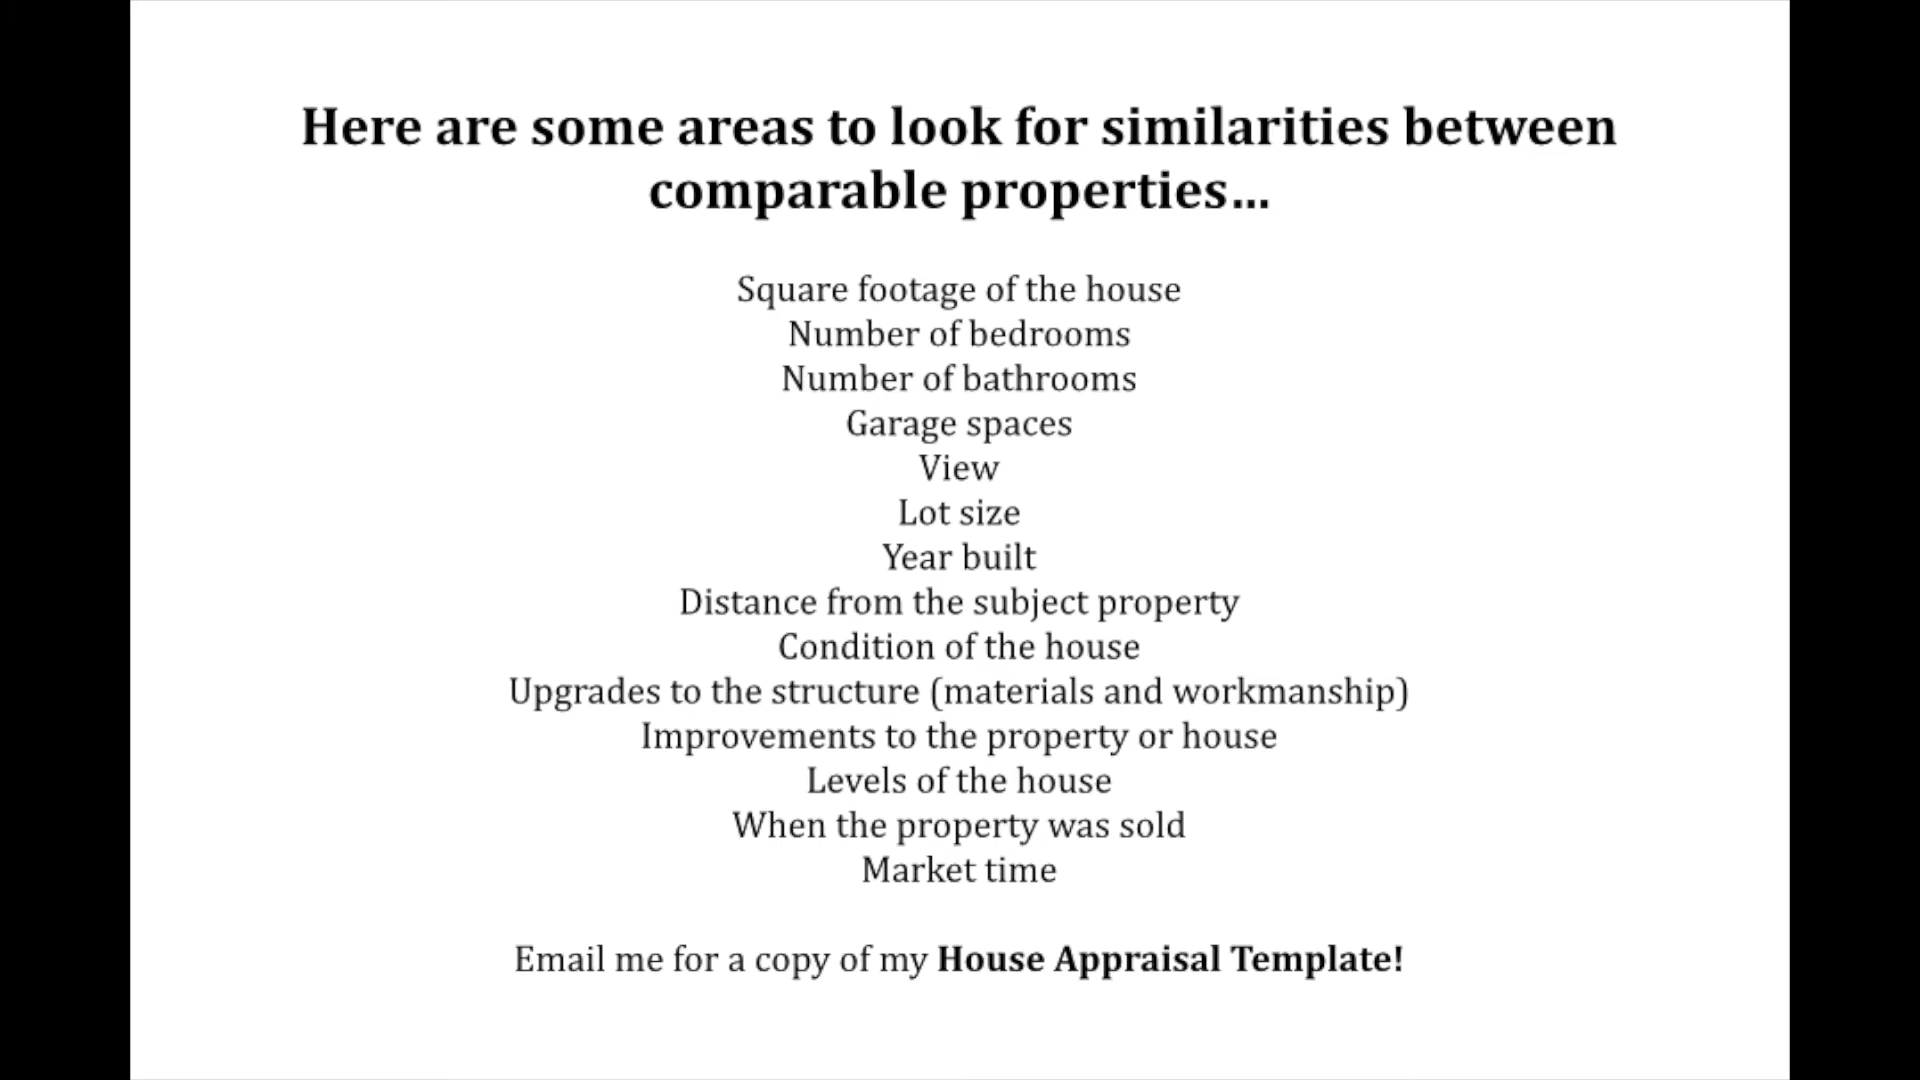 Here are some areas to look for similarities between
comparable properties…
Square footage of the house
Number of bedrooms
Number of bathrooms
Garage spaces
View
Lot size
Year built
Distance from the subject property
Condition of the house
Upgrades to the structure (materials and workmanship)
Improvements to the property or house
Levels of the house
When the property was sold
Market time
Email me for a copy of my House Appraisal Template!